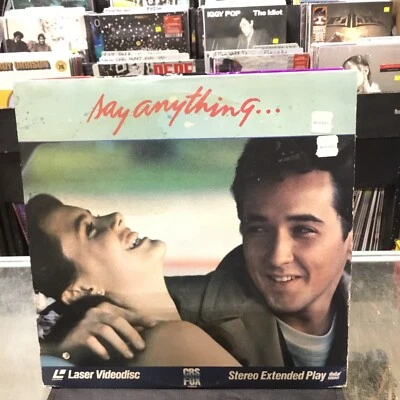 IGGY POP
The Idiot
say anything...
Laser Videodisc
CBS
FOX
Stereo Extended Play